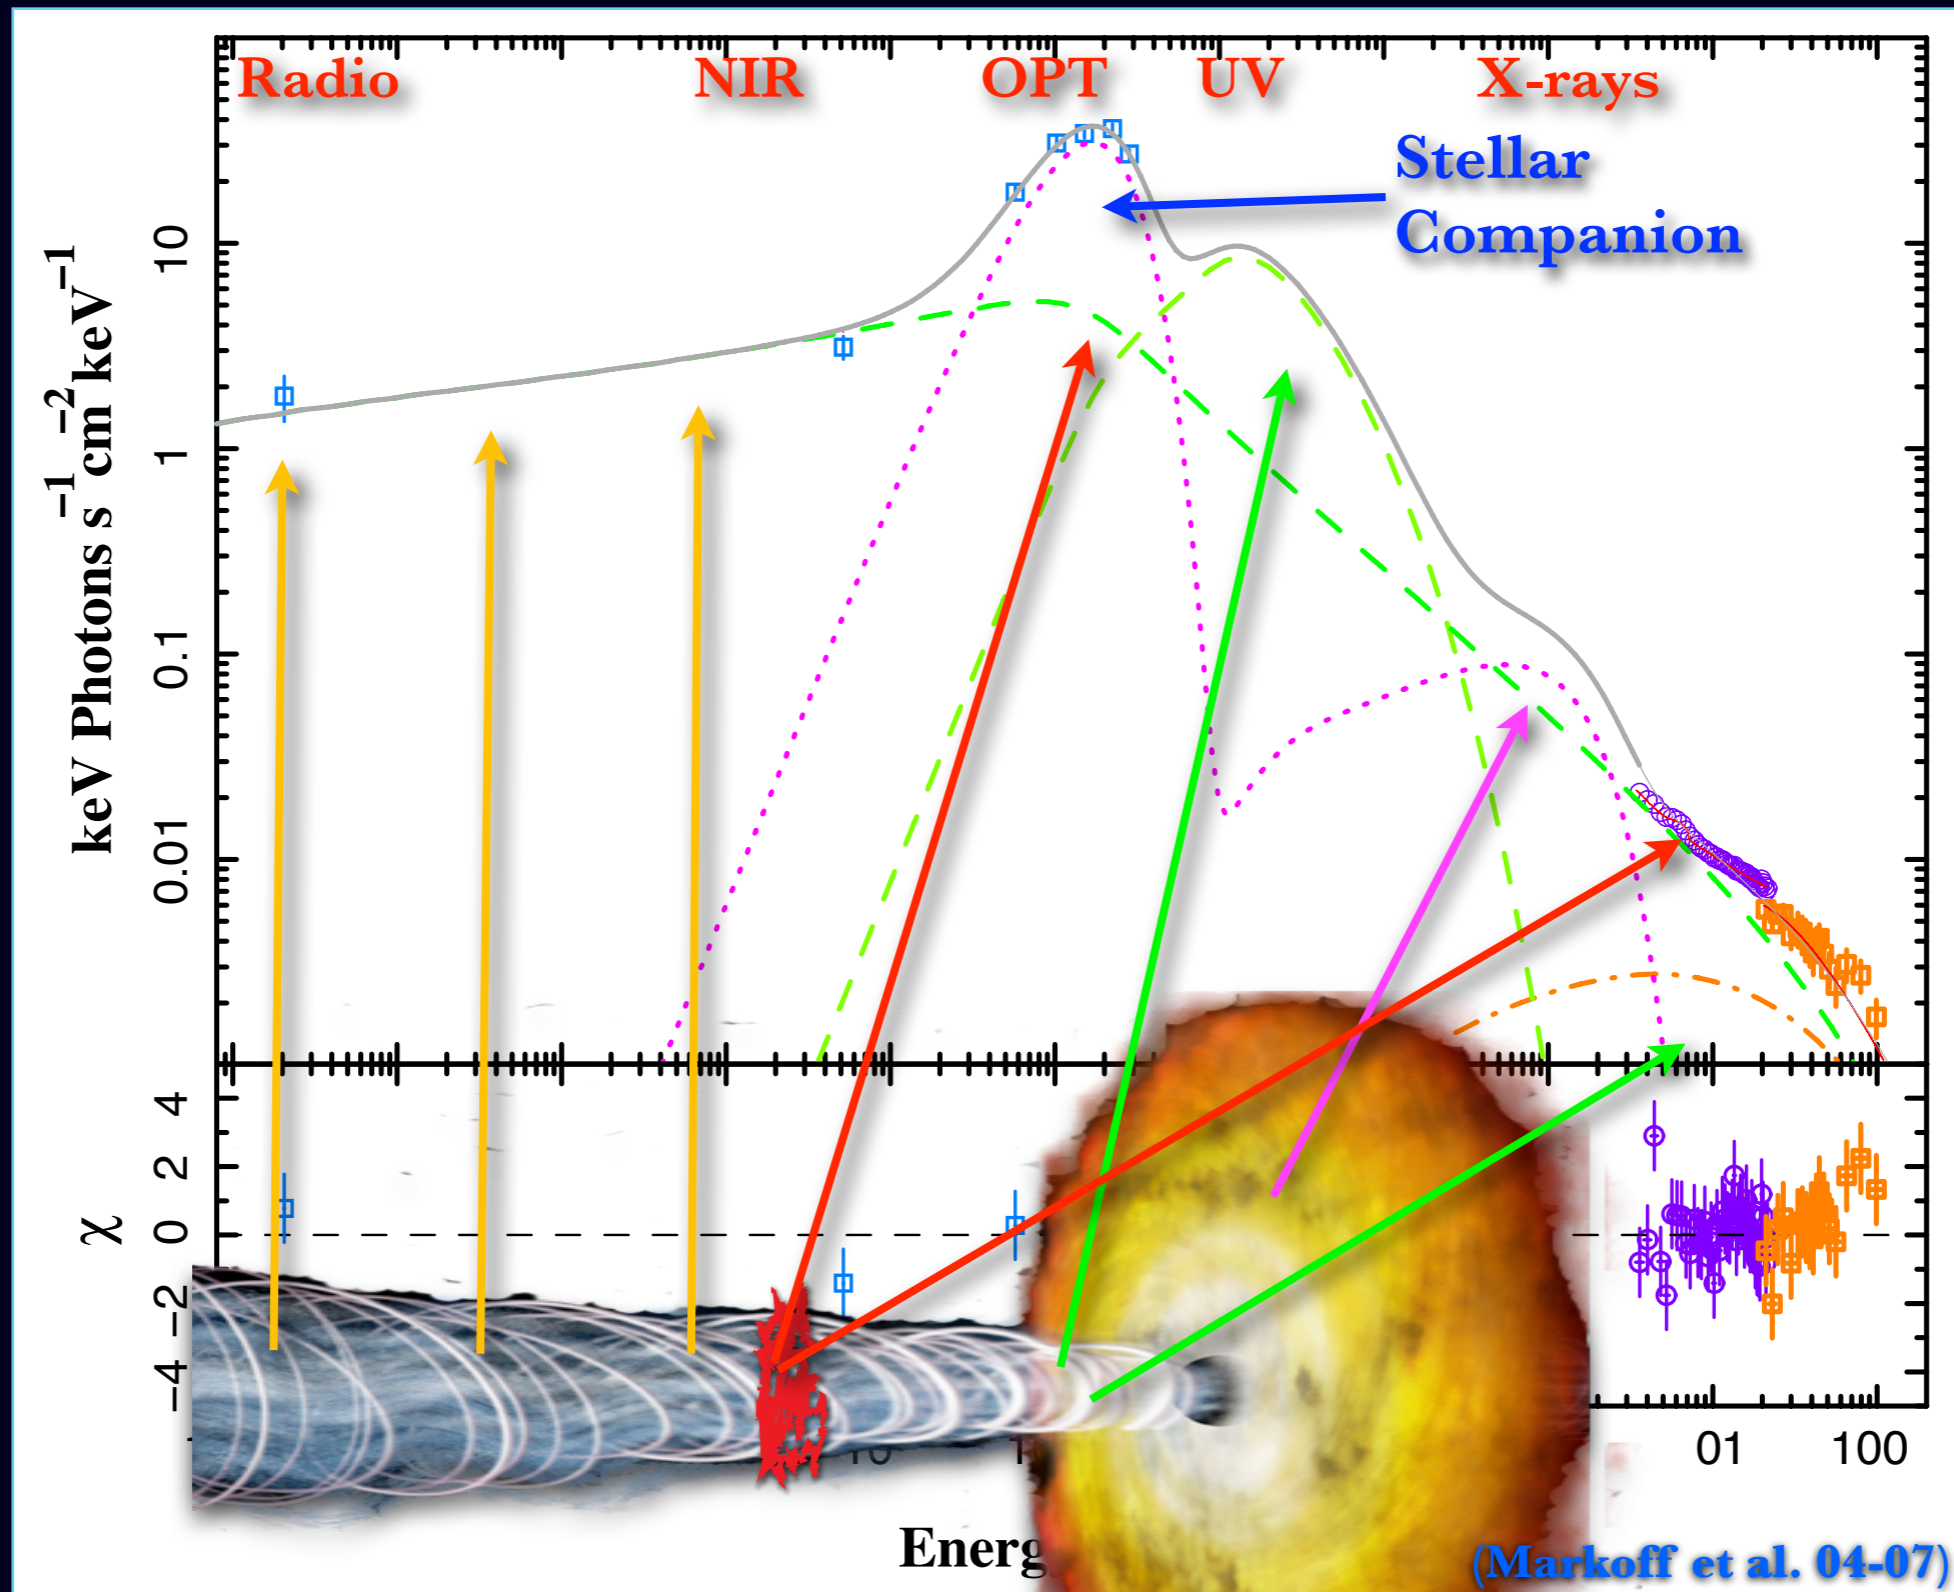 Radio NIR OPT UV X-rays
Stellar
Companion
keV Photons s⁻¹ cm⁻² keV⁻¹
10
1
0.1
0.01
χ
4
2
0
−2
−4
10
01 100
Energ
(Markoff et al. 04-07)